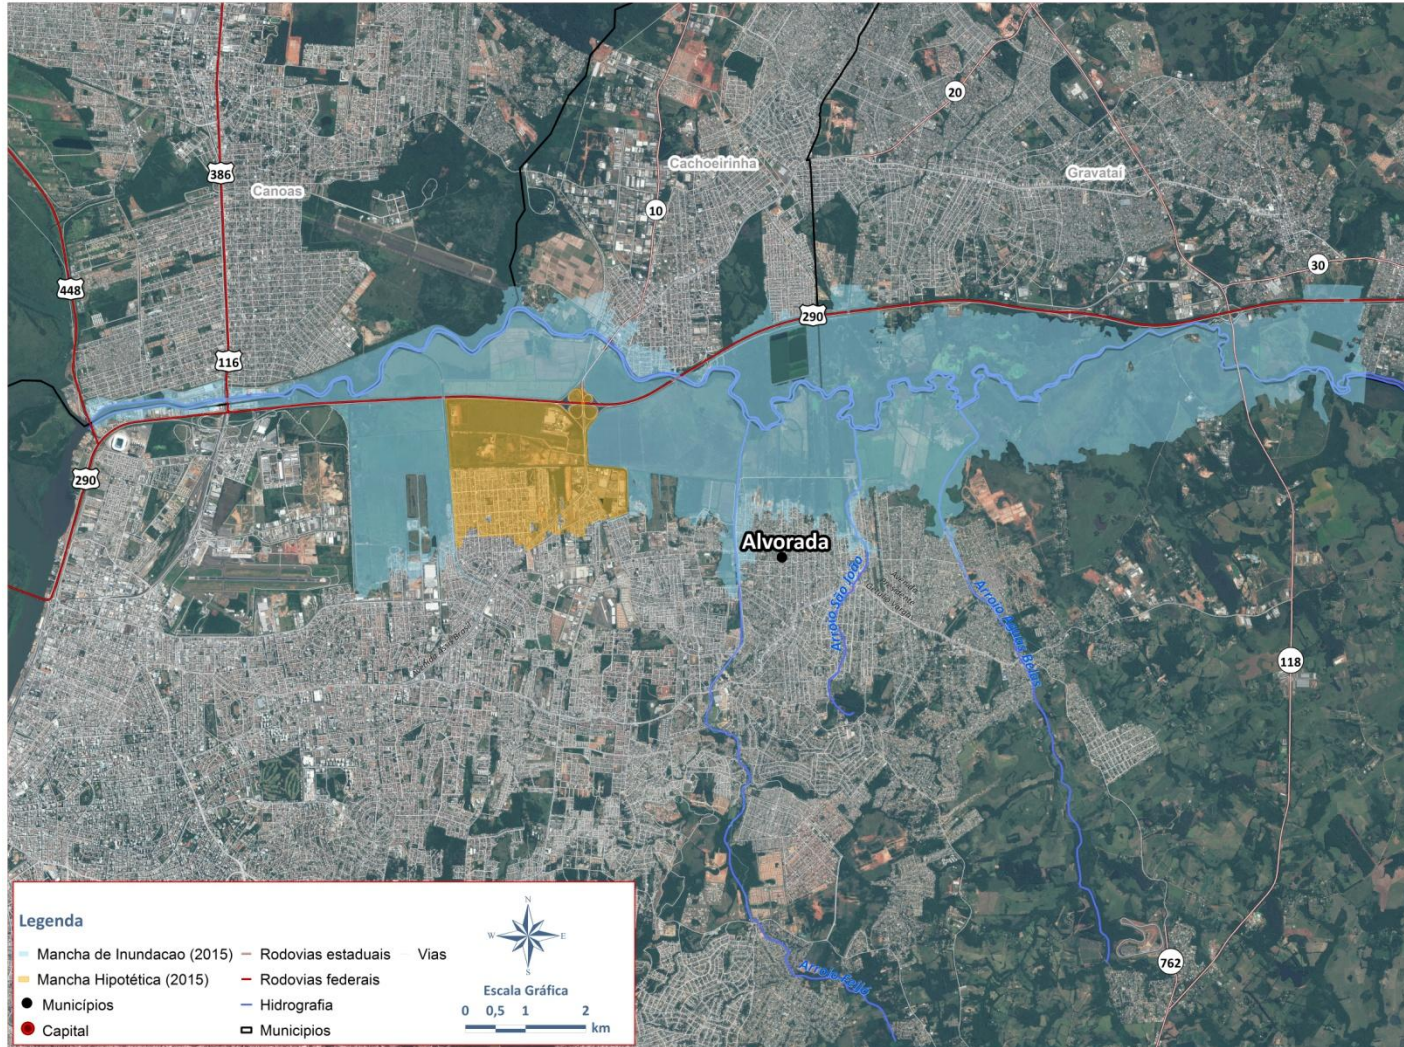 20
Cachoeirinha
Gravataí
386
Canoas
10
30
448
290
116
290
Alvorada
Arroio São João
118
762
Arroio Feijó
Legenda
Mancha de Inundacao (2015)
Mancha Hipotética (2015)
Municípios
Capital
Rodovias estaduais
Rodovias federais
Hidrografia
Municipios
Vias
N
W E
S
Escala Gráfica
0 0,5 1 2
km